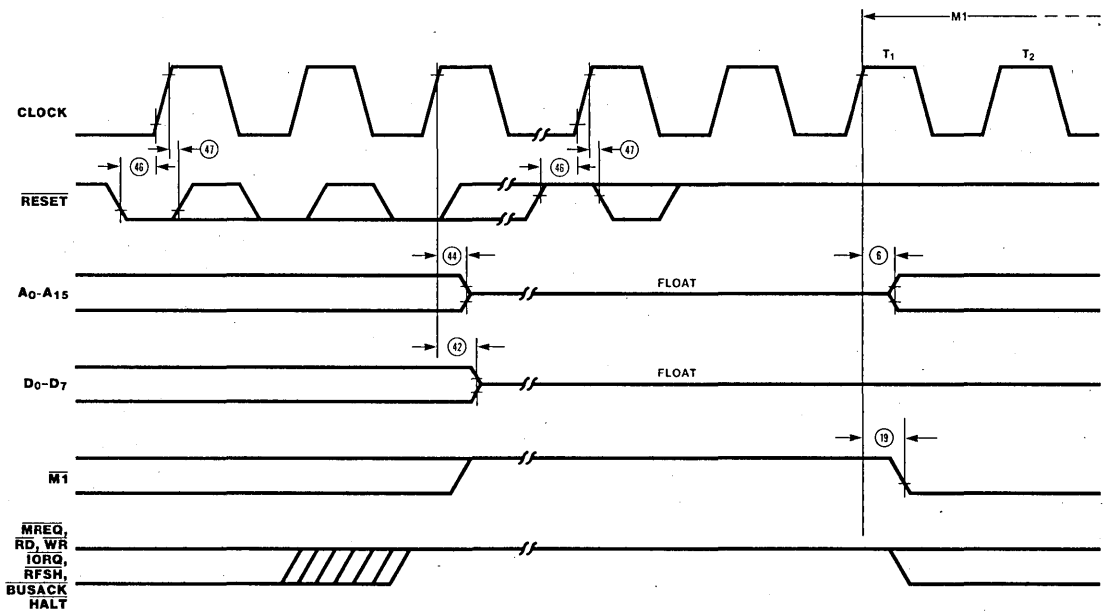 M1
T1 T2
CLOCK
47 47
46 46
RESET
44 6
FLOAT
A0-A15
42
FLOAT
D0-D7
19
M1
MREQ,
RD, WR
IORQ,
RFSH,
BUSACK
HALT